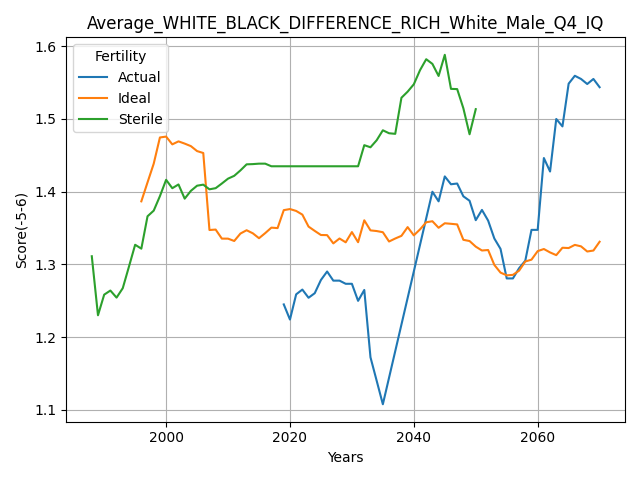 Average_WHITE_BLACK_DIFFERENCE_RICH_White_Male_Q4_IQ
Fertility
Actual
Ideal
Sterile
Score(-5-6)
1.6
1.5
1.4
1.3
1.2
1.1
2000 2020 2040 2060
Years